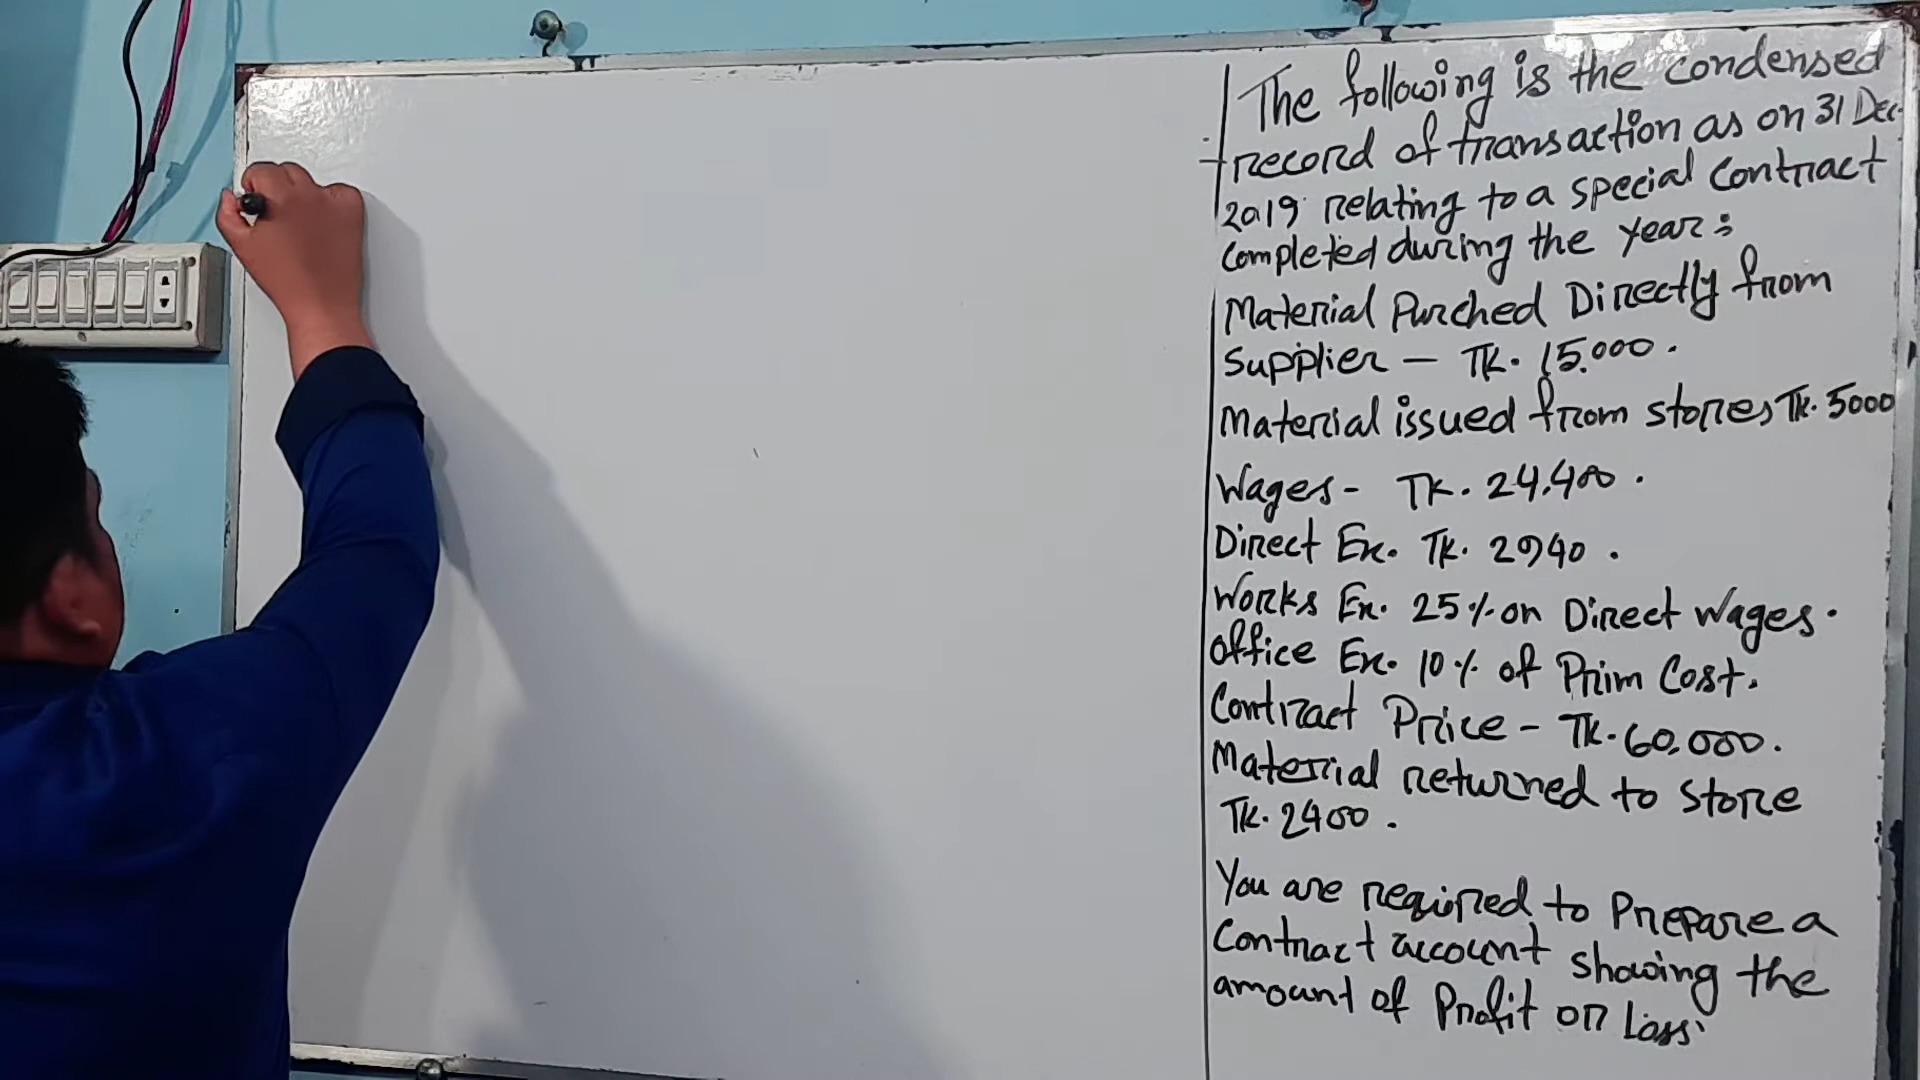 The following is the condensed
record of transaction as on 31 Dec.
2019 relating to a special contract
completed during the year:
Material Purched Directly from
supplier – TK. 15.000.
Material issued from stores TK. 5000
Wages - TK. 24,400.
Direct Ex. TK. 2940.
Works Ex. 25% on Direct wages.
office Ex. 10% of Prim Cost.
Contract Price - TK. 60,000.
Material returned to store
TK. 2400.
You are required to Prepare a
Contract account showing the
amount of Profit or Loss